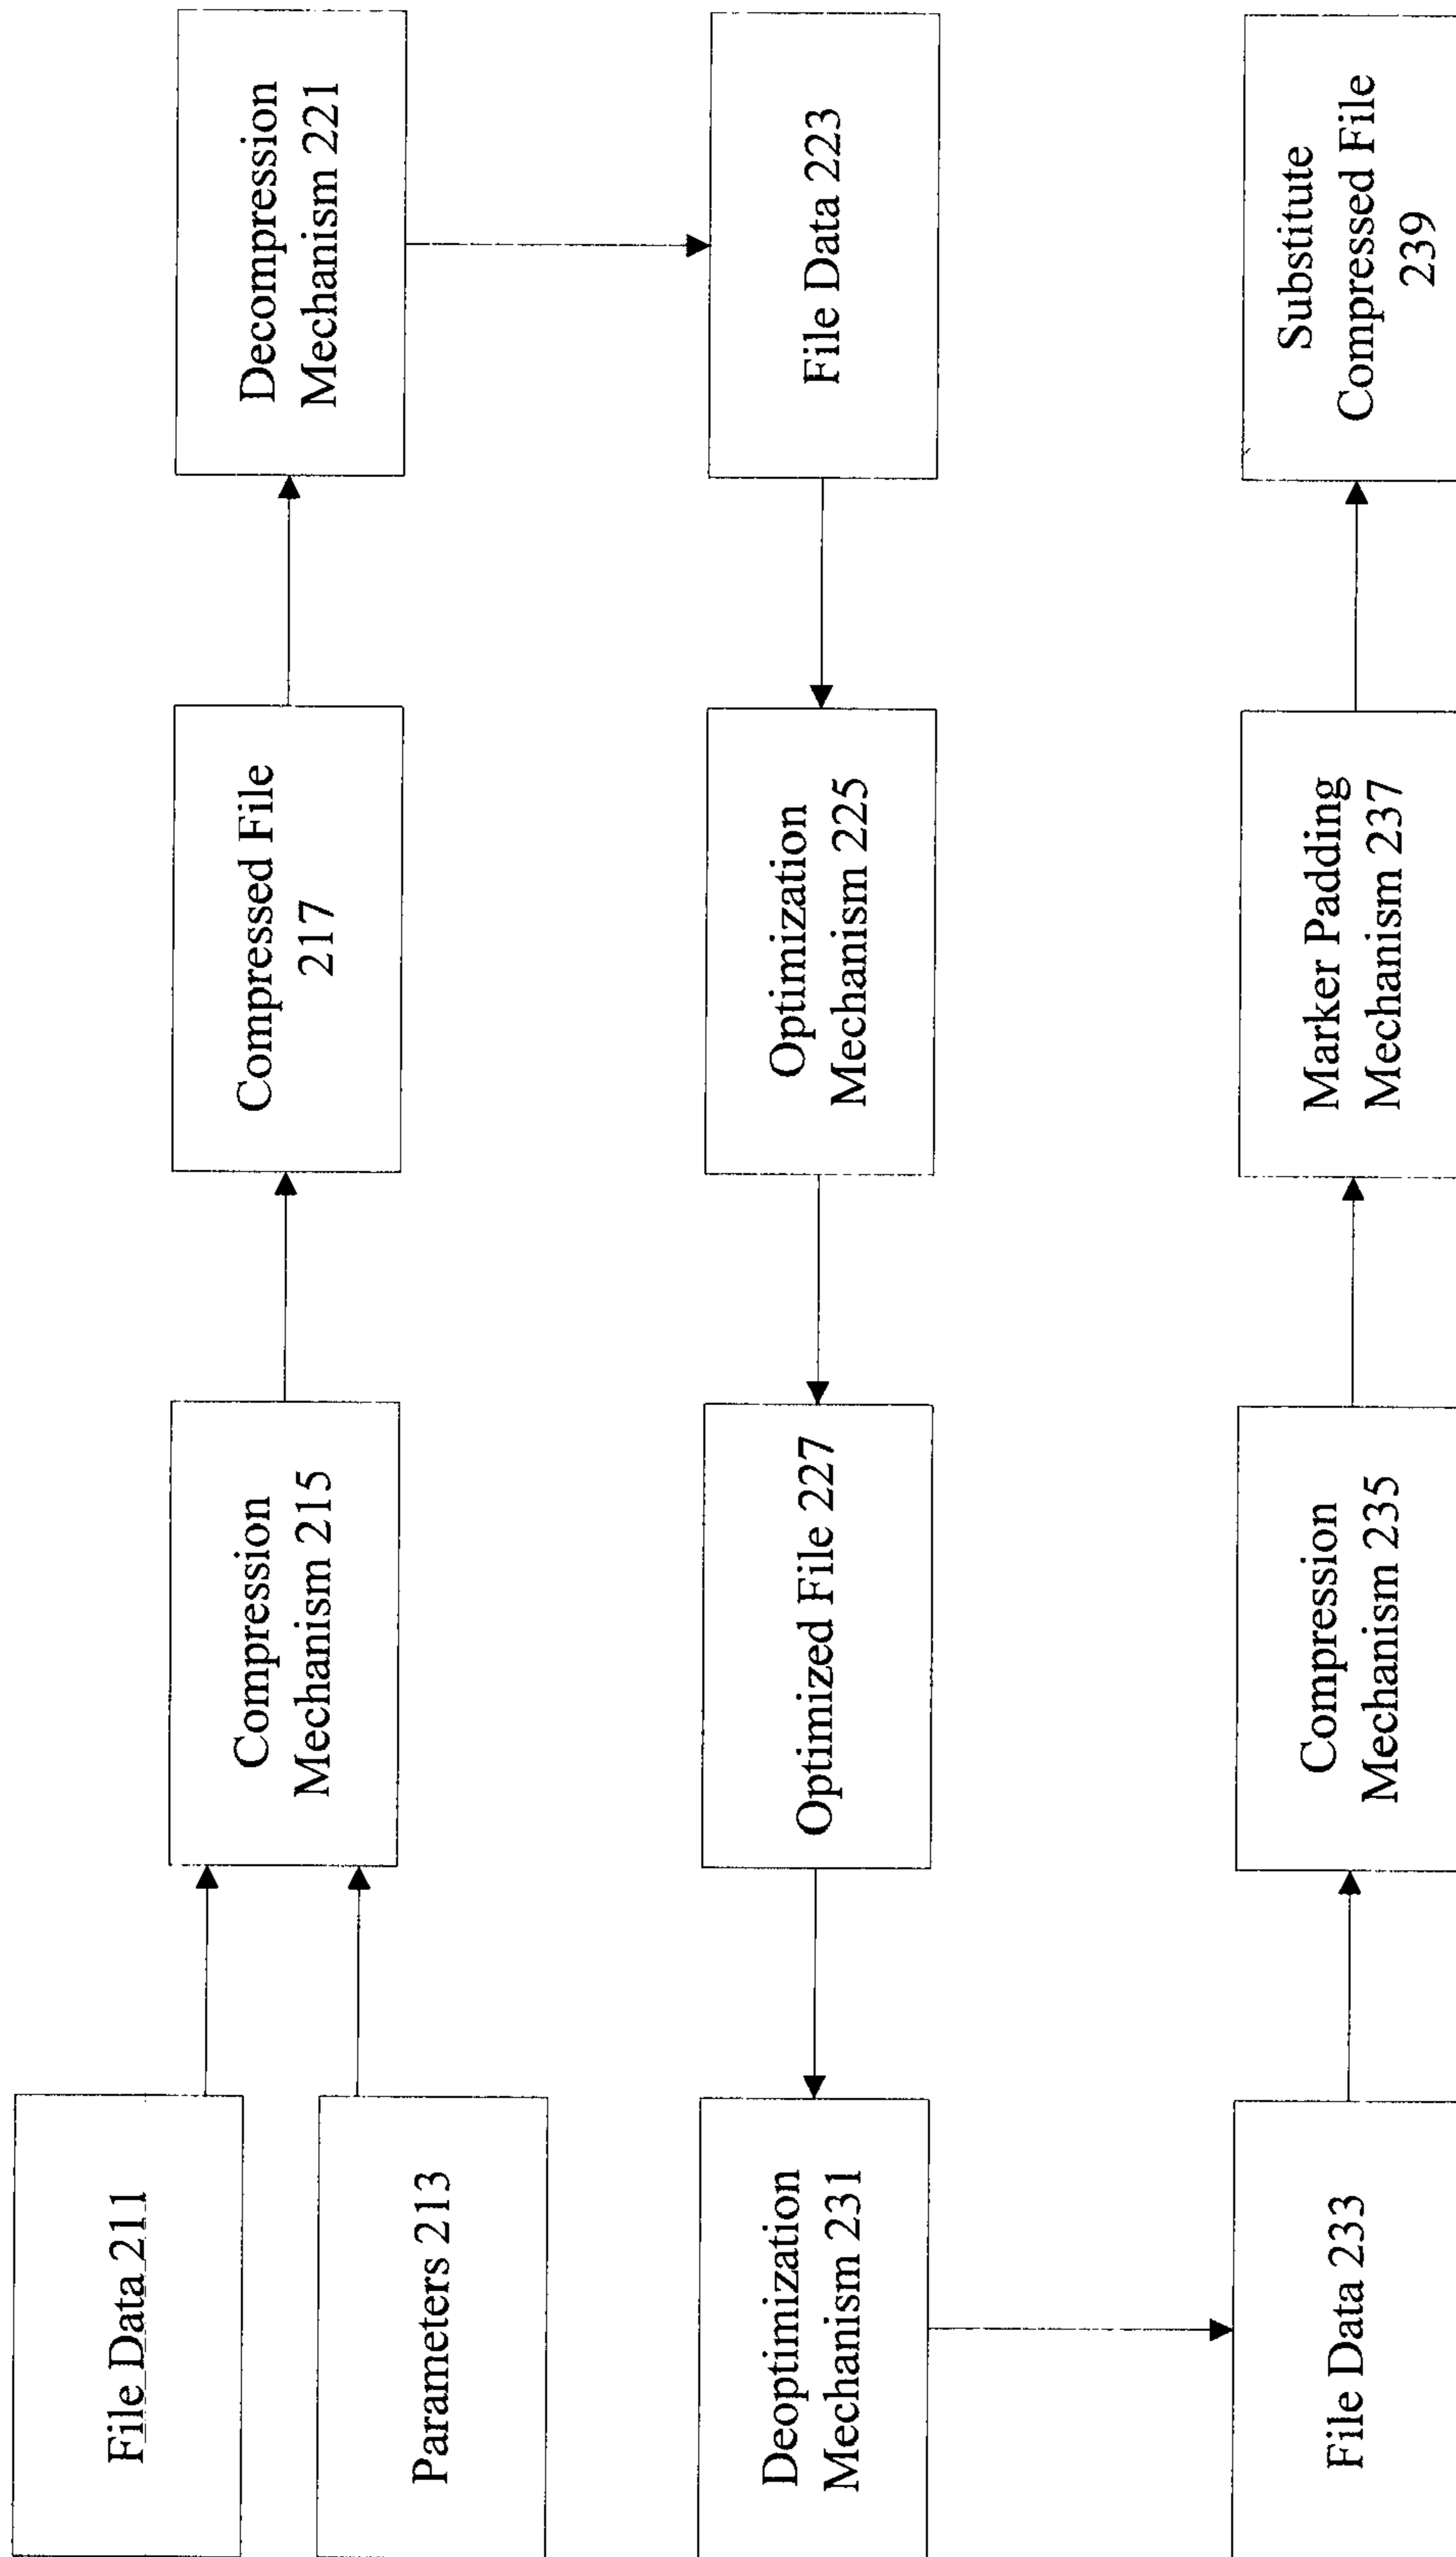 File Data 211
Parameters 213
Compression
Mechanism 215
Compressed File
217
Decompression
Mechanism 221
File Data 223
Optimization
Mechanism 225
Optimized File 227
Deoptimization
Mechanism 231
File Data 233
Compression
Mechanism 235
Marker Padding
Mechanism 237
Substitute
Compressed File
239